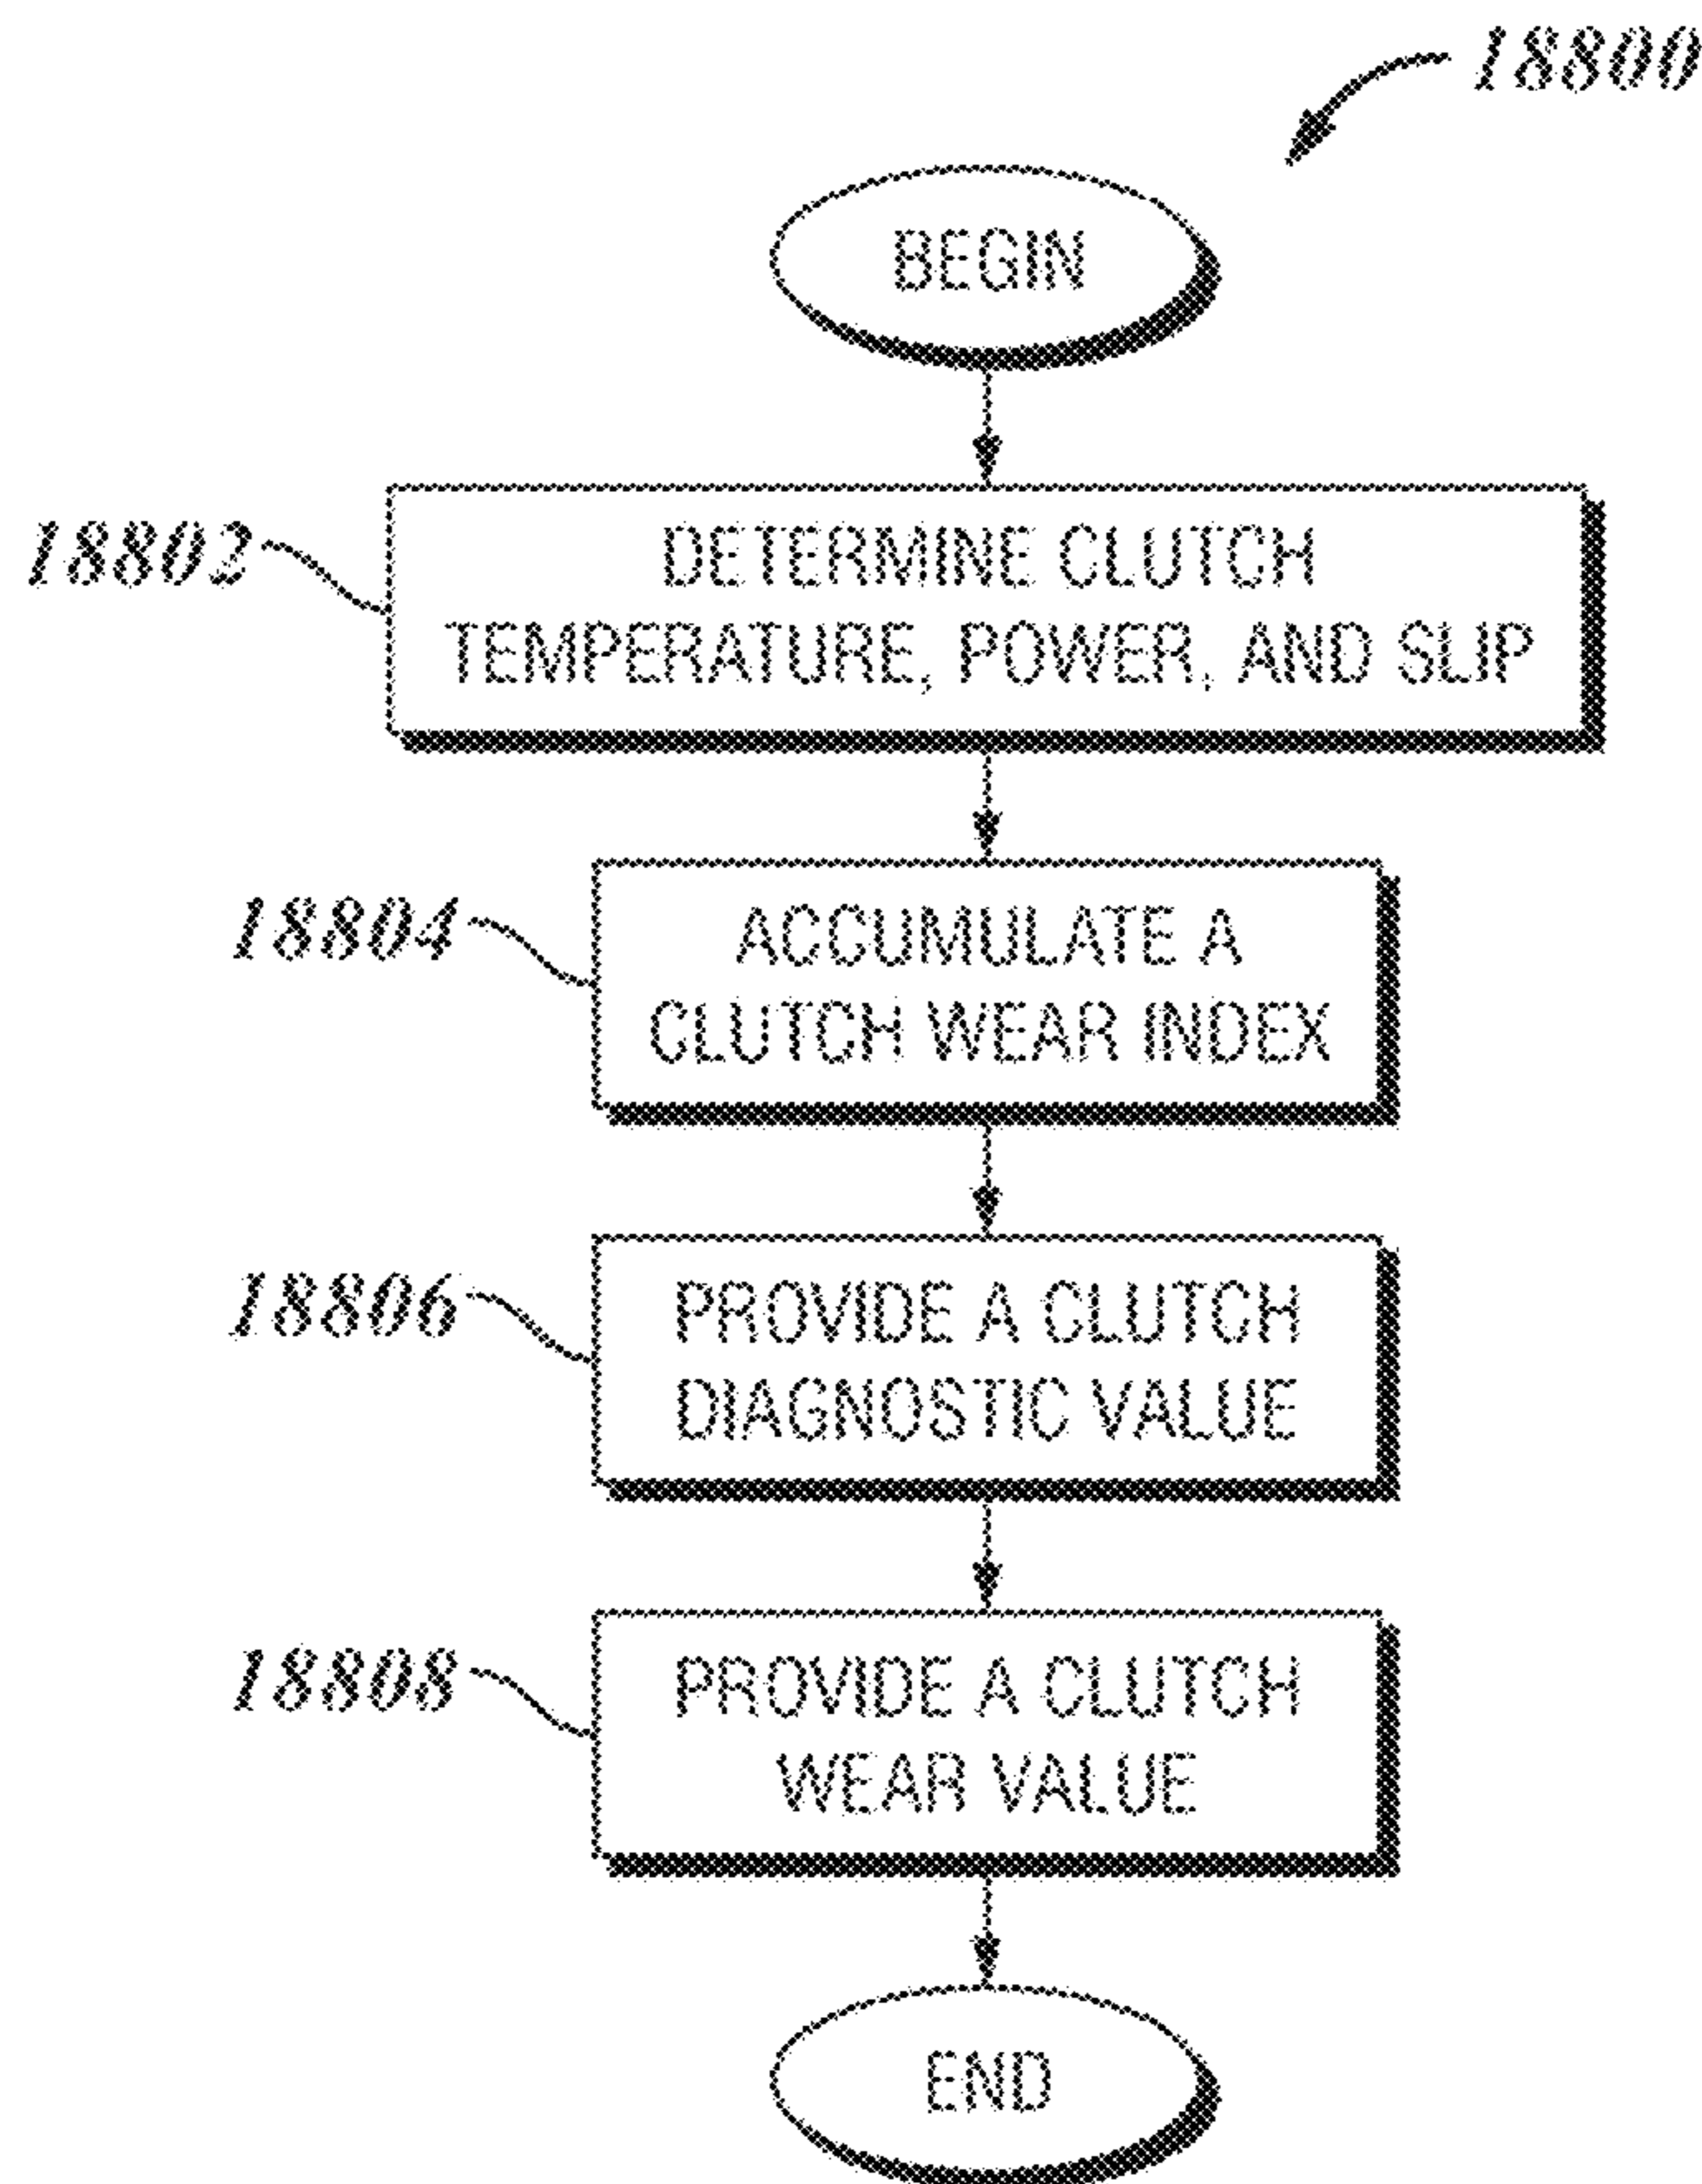 18800
BEGIN
18802
DETERMINE CLUTCH
TEMPERATURE, POWER, AND SLIP
18804
ACCUMULATE A
CLUTCH WEAR INDEX
18806
PROVIDE A CLUTCH
DIAGNOSTIC VALUE
18808
PROVIDE A CLUTCH
WEAR VALUE
END